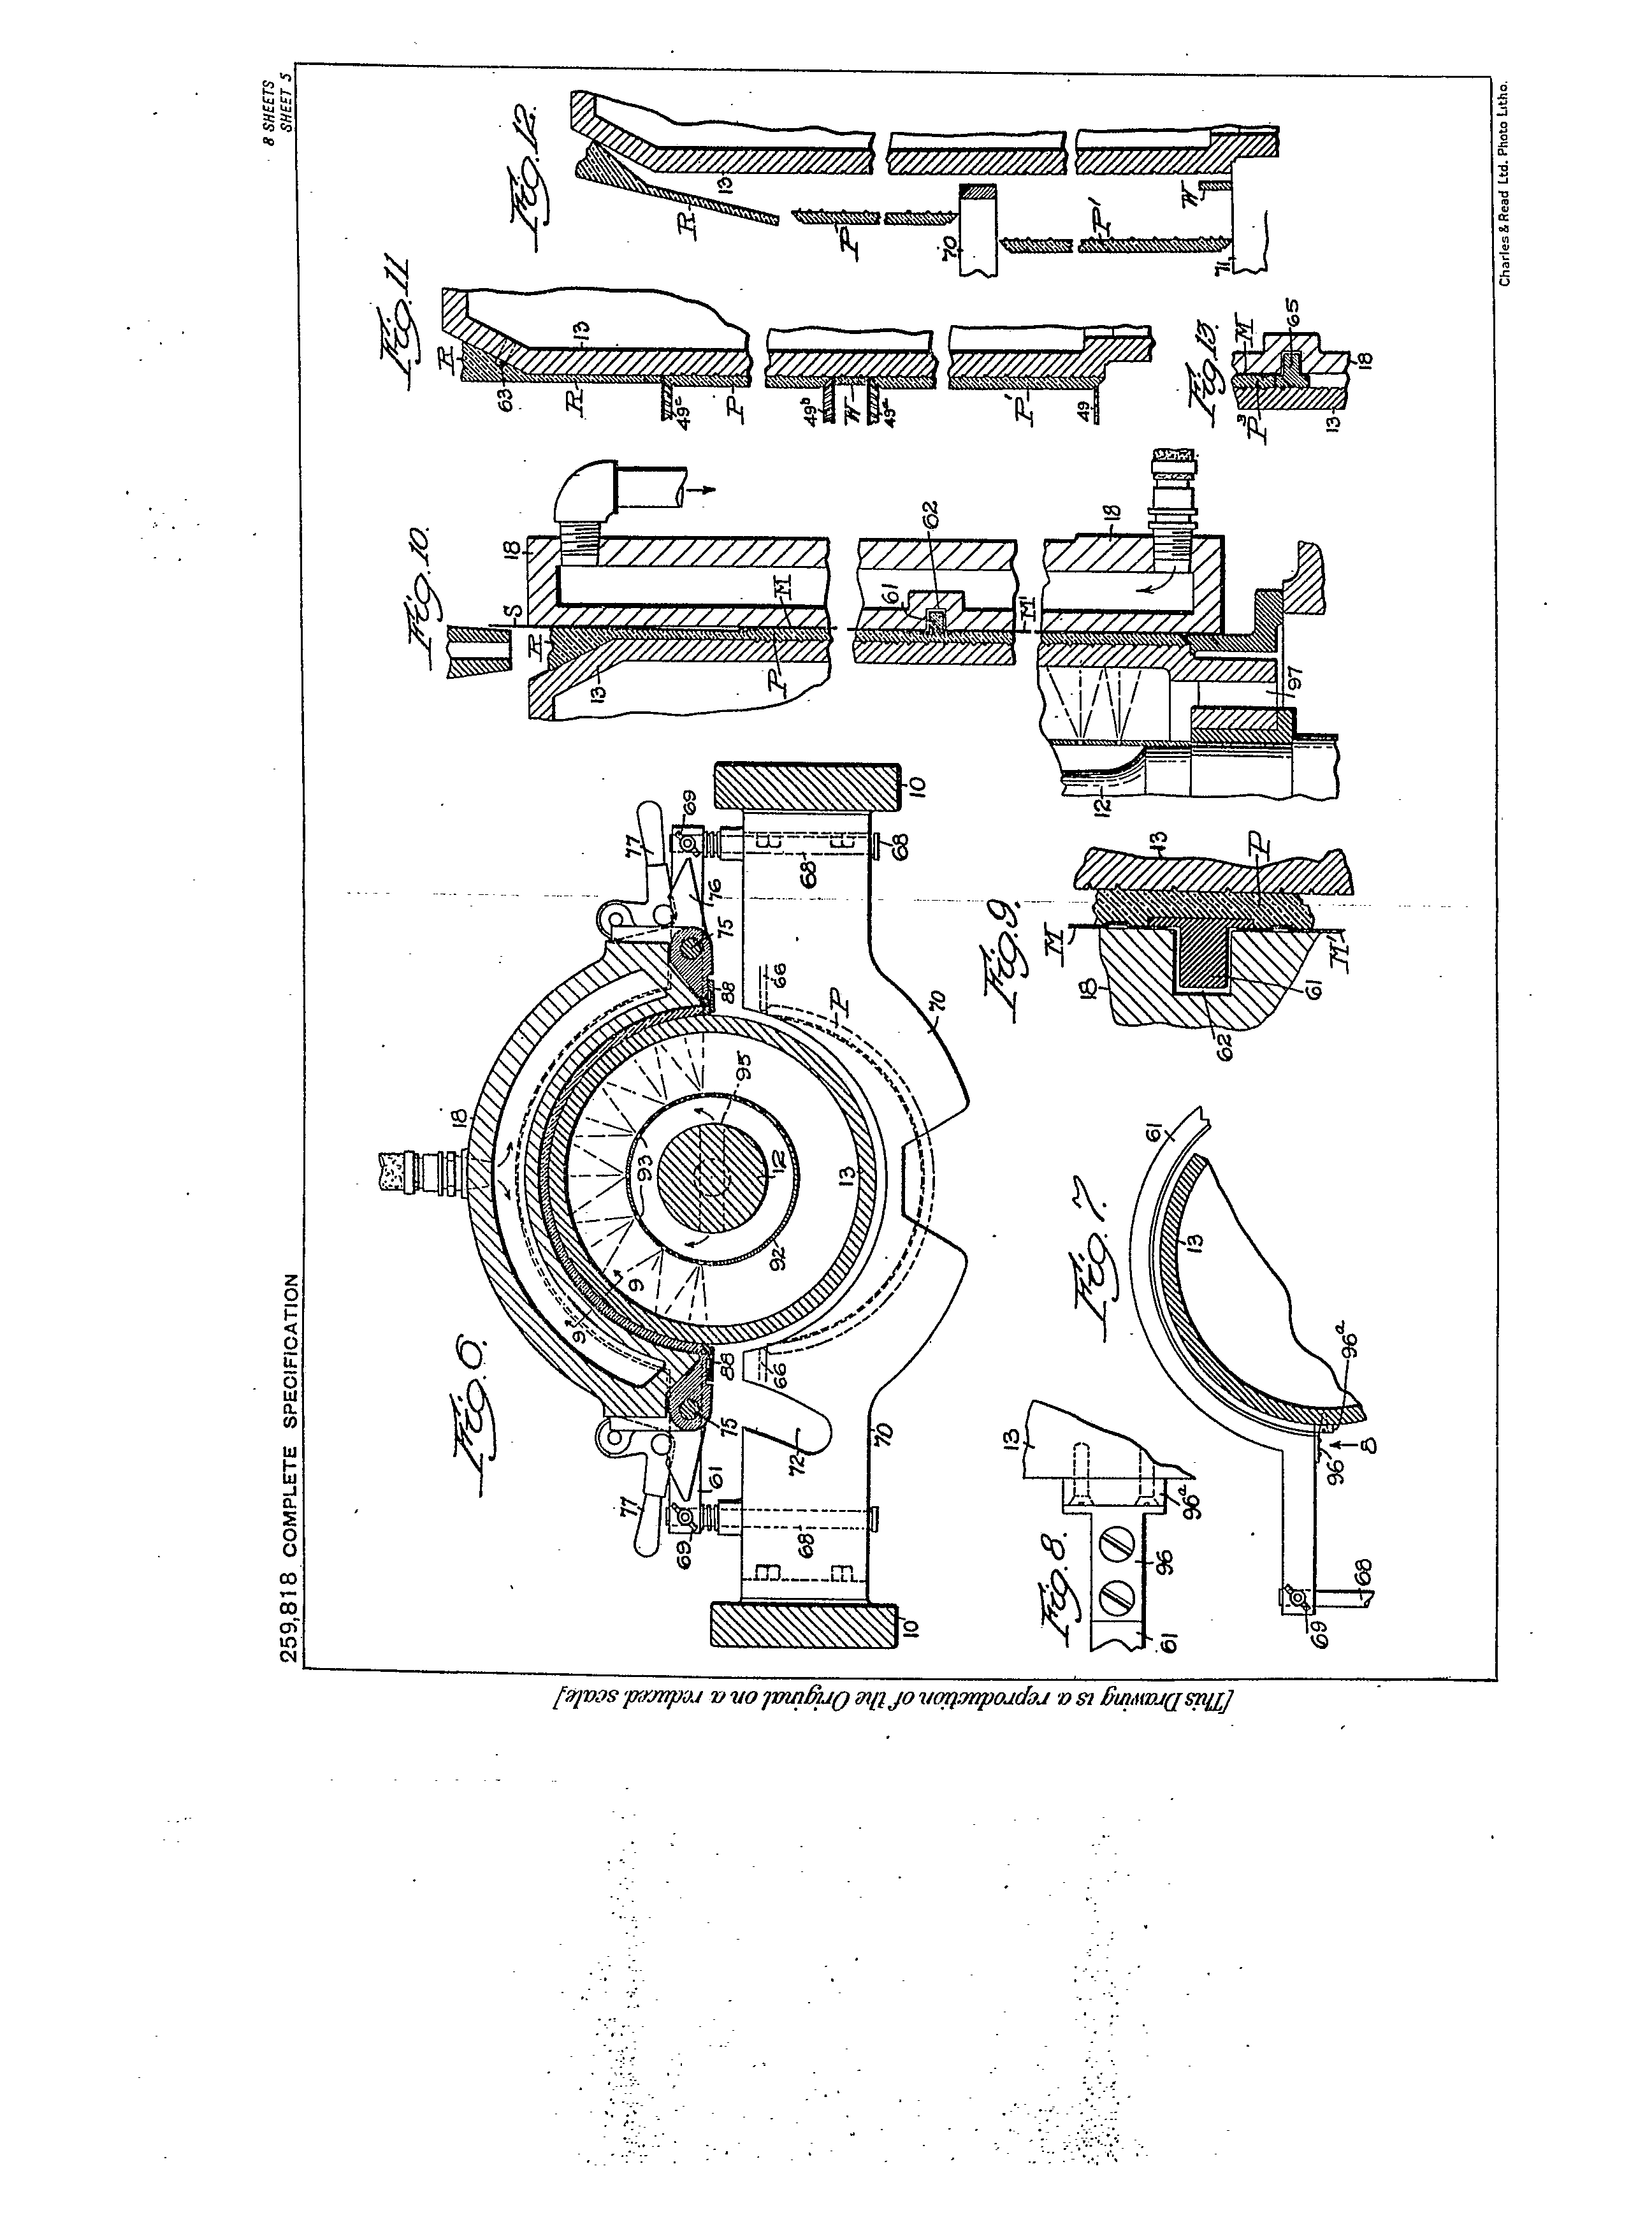 259,818 COMPLETE SPECIFICATION
8 SHEETS
SHEET 5
Fig. 6.
18
77
77
69
69
61
76
75
75
88
88
66
66
68
68
68
72
70
70
10
10
P
9
9
93
95
92
12
13
Fig. 7.
61
13
96ª
96
8
69
68
Fig. 8.
13
96ª
96
61
Fig. 9.
M
M'
18
62
61
P
13
Fig. 10.
S
R
18
13
P
M
61
62
M'
18
12
97
Fig. 11
R
63
R
13
49ᶜ
P
49ᵇ
W
49ª
P'
49
Fig. 12.
R
13
P
70
P'
71
W
Fig. 13.
P³
M
65
13
18
[This Drawing is a reproduction of the Original on a reduced scale]
Charles & Read Ltd. Photo Litho.